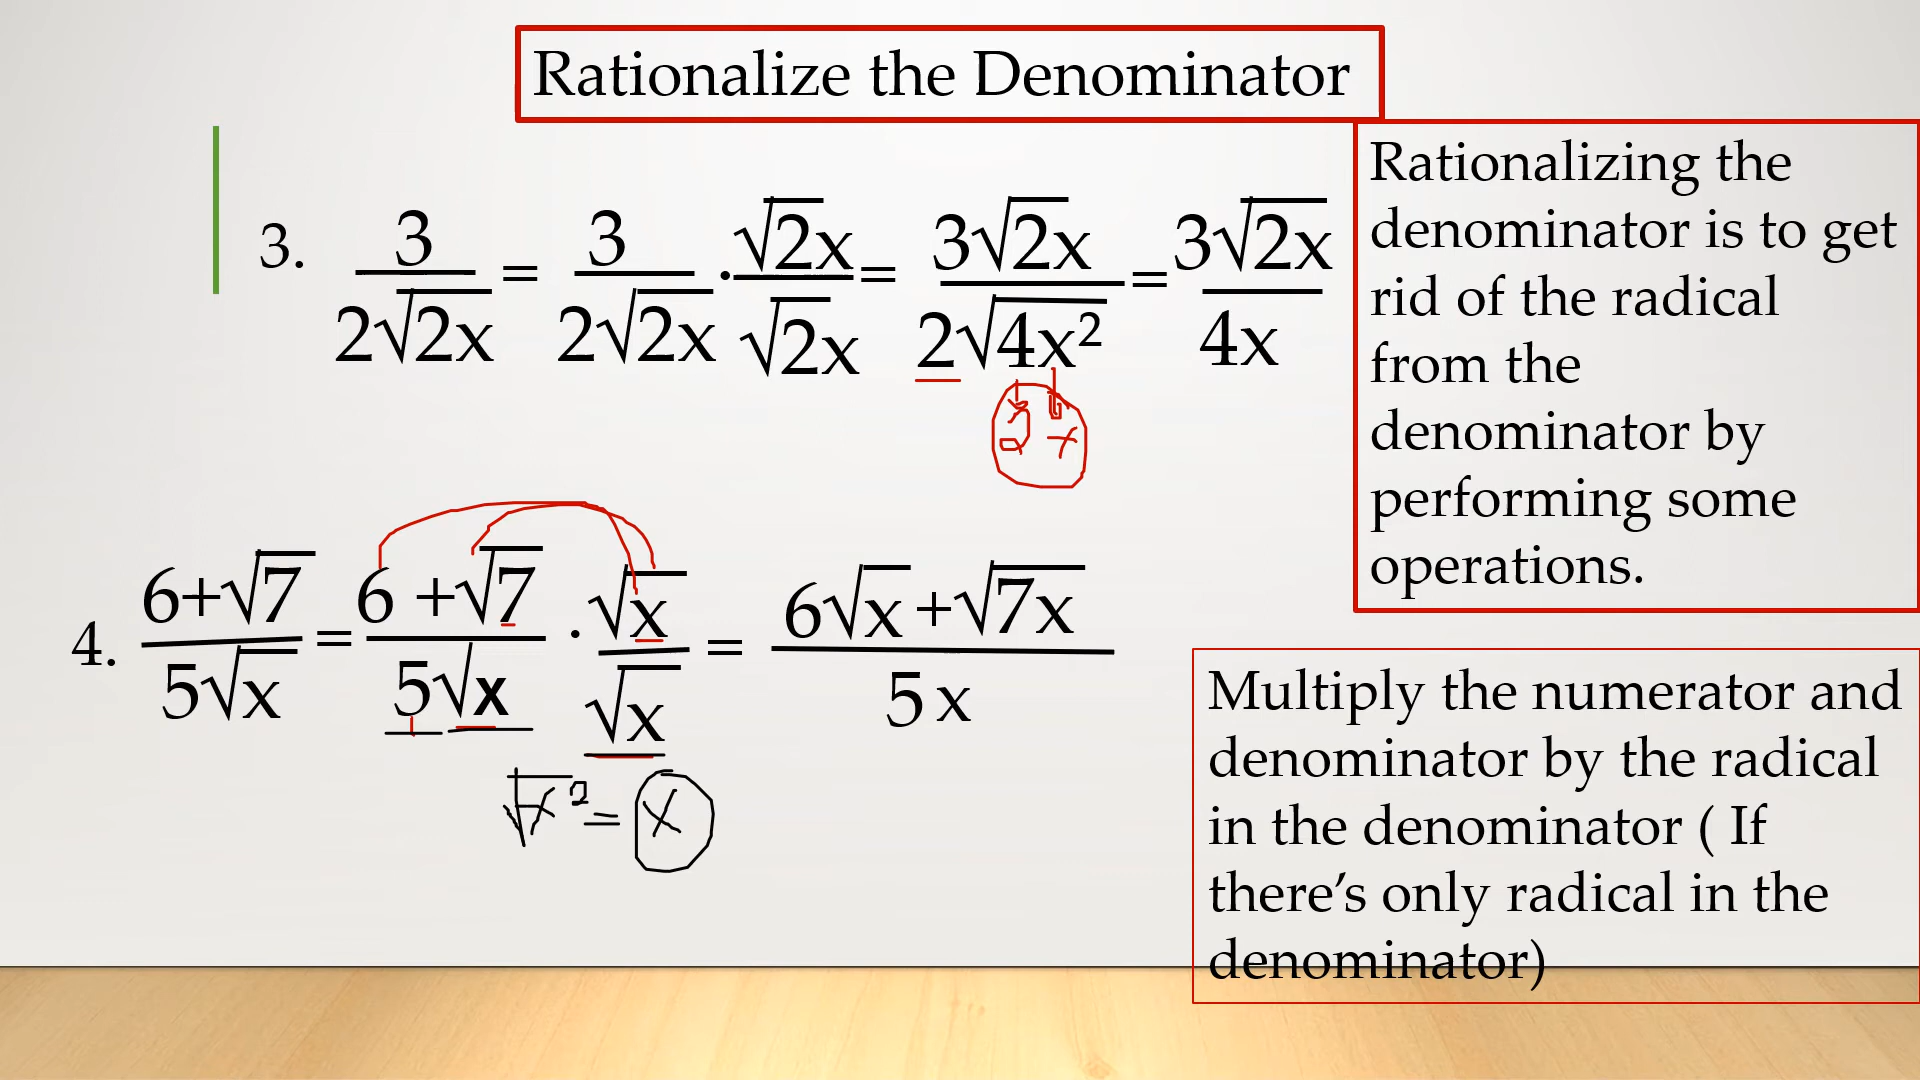 Rationalize the Denominator
Rationalizing the
denominator is to get
rid of the radical
from the
denominator by
performing some
operations.
3. 3/2√2x = 3/2√2x · √2x/√2x = 3√2x/2√4x² = 3√2x/4x
2 x
4. 6+√7/5√x = 6 +√7/5√x · √x/√x = 6√x+√7x/5x
√x² = x
Multiply the numerator and
denominator by the radical
in the denominator ( If
there’s only radical in the
denominator)